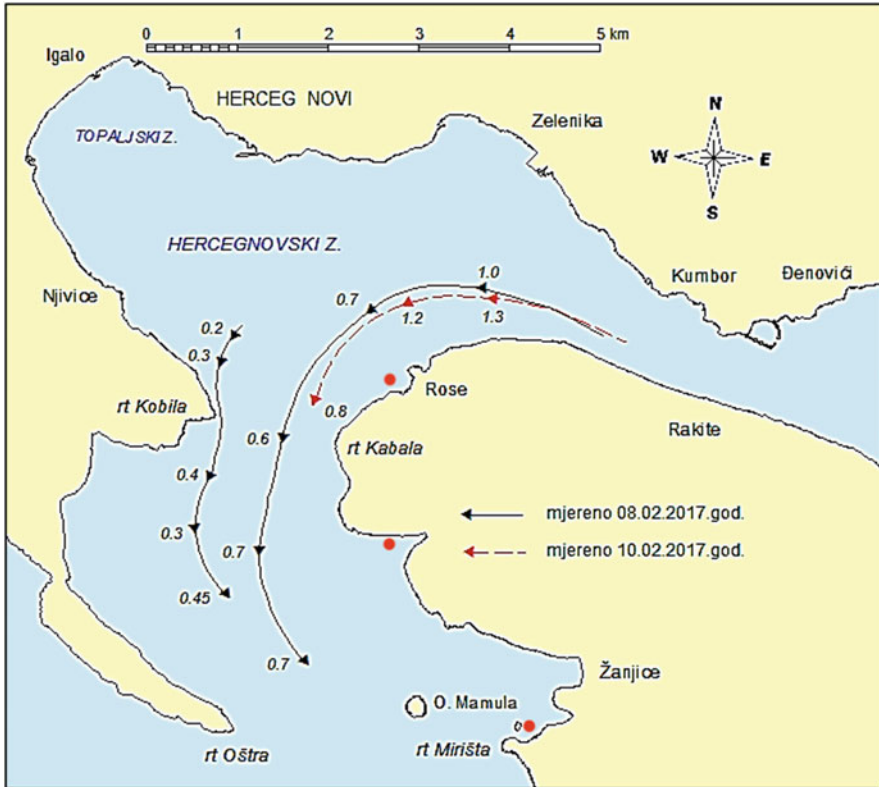 0 1 2 3 4 5 km
Igalo
HERCEG NOVI
TOPALJSKI Z.
Zelenika
N
W E
S
HERCEGNOVSKI Z.
Kumbor
Đenovići
Njivice
1.0
0.7
1.2
1.3
0.2
0.3
0.8
Rose
rt Kobila
Rakite
0.6
rt Kabala
0.4
0.3
mjereno 08.02.2017.god.
mjereno 10.02.2017.god.
0.7
0.45
0.7
Žanjice
O. Mamula
rt Oštra
rt Mirišta